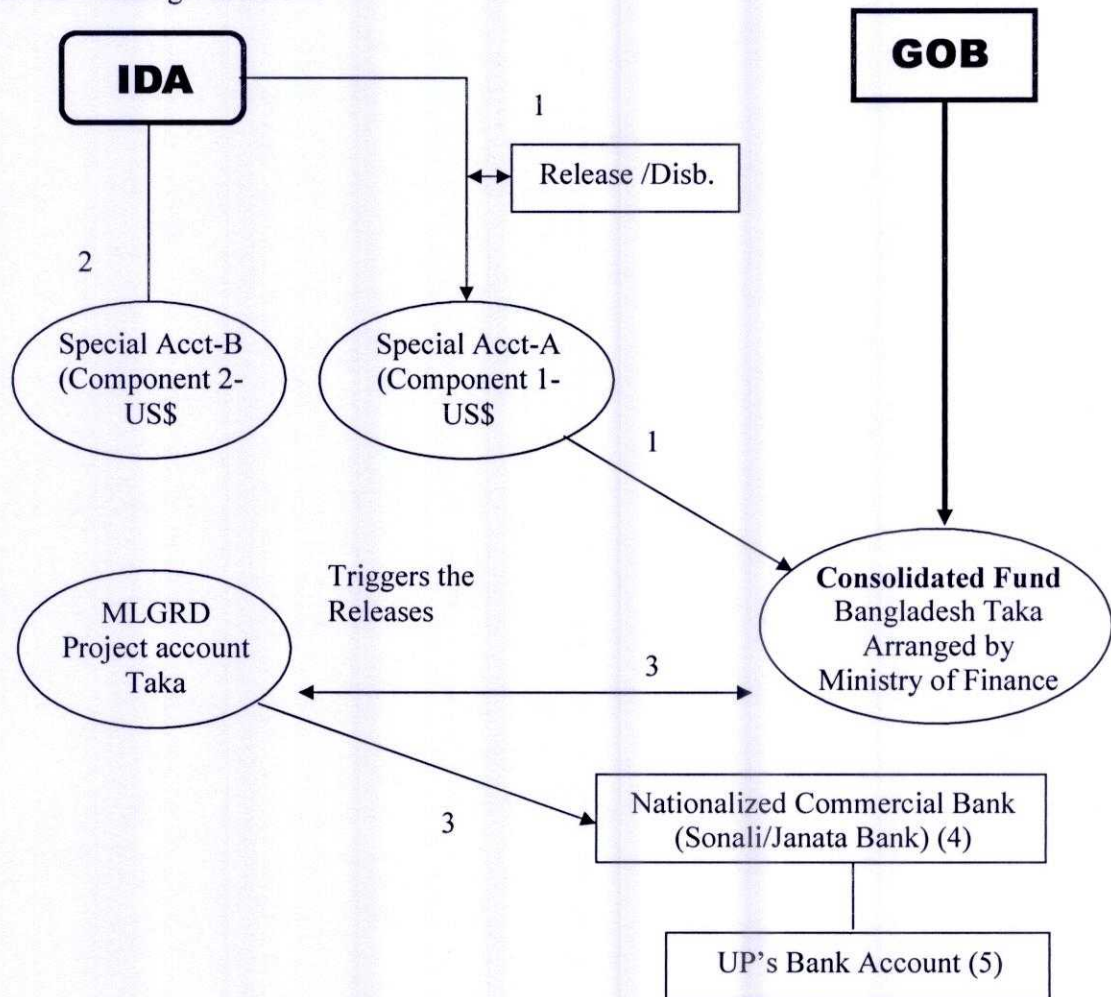 IDA
GOB
1
Release /Disb.
2
Special Acct-B
(Component 2-
US$
Special Acct-A
(Component 1-
US$
1
Triggers the
Releases
MLGRD
Project account
Taka
Consolidated Fund
Bangladesh Taka
Arranged by
Ministry of Finance
3
3
Nationalized Commercial Bank
(Sonali/Janata Bank) (4)
UP's Bank Account (5)